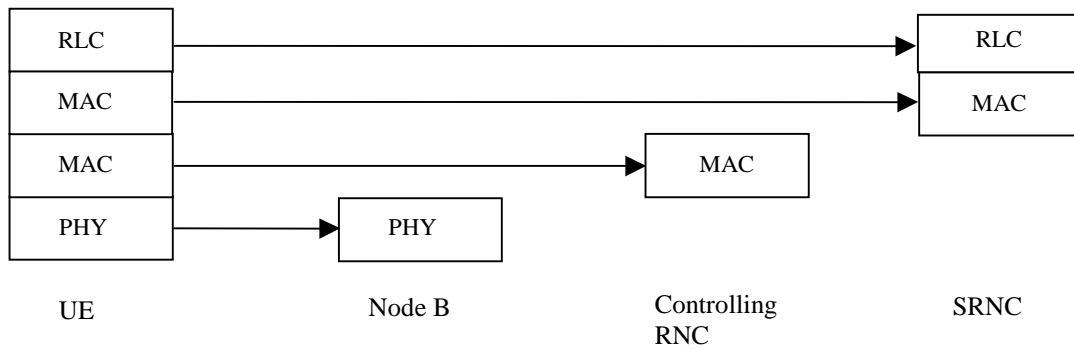 RLC
RLC
MAC
MAC
MAC
MAC
PHY
PHY
UE
Node B
Controlling
RNC
SRNC